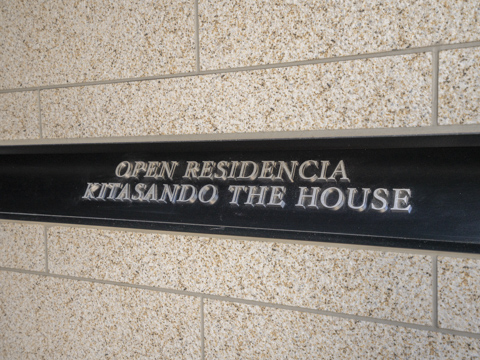 OPEN RESIDENCIA
KITASANDO THE HOUSE